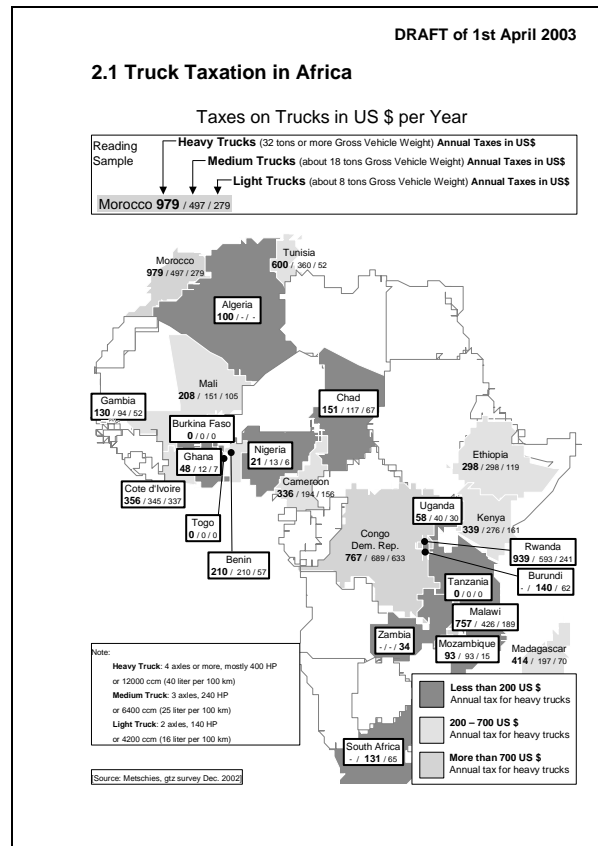 DRAFT of 1st April 2003
2.1 Truck Taxation in Africa
Taxes on Trucks in US $ per Year
Reading
Sample
Heavy Trucks (32 tons or more Gross Vehicle Weight) Annual Taxes in US$
Medium Trucks (about 18 tons Gross Vehicle Weight) Annual Taxes in US$
Light Trucks (about 8 tons Gross Vehicle Weight) Annual Taxes in US$
Morocco 979 / 497 / 279
Tunisia
600 / 360 / 52
Morocco
979 / 497 / 279
Algeria
100 / - / -
Mali
208 / 151 / 105
Chad
151 / 117 / 67
Gambia
130 / 94 / 52
Burkina Faso
0 / 0 / 0
Ghana
48 / 12 / 7
Nigeria
21 / 13 / 6
Ethiopia
298 / 298 / 119
Cameroon
336 / 194 / 156
Cote d'Ivoire
356 / 345 / 337
Uganda
58 / 40 / 30
Kenya
339 / 276 / 161
Togo
0 / 0 / 0
Congo
Dem. Rep.
767 / 689 / 633
Rwanda
939 / 593 / 241
Benin
210 / 210 / 57
Burundi
- / 140 / 62
Tanzania
0 / 0 / 0
Malawi
757 / 426 / 189
Zambia
- / - / 34
Mozambique
93 / 93 / 15
Madagascar
414 / 197 / 70
Note:
Heavy Truck: 4 axles or more, mostly 400 HP
or 12000 ccm (40 liter per 100 km)
Medium Truck: 3 axles, 240 HP
or 6400 ccm (25 liter per 100 km)
Light Truck: 2 axles, 140 HP
or 4200 ccm (16 liter per 100 km)
Less than 200 US $
Annual tax for heavy trucks
200 – 700 US $
Annual tax for heavy trucks
More than 700 US $
Annual tax for heavy trucks
South Africa
- / 131 / 65
[Source: Metschies, gtz survey Dec. 2002]